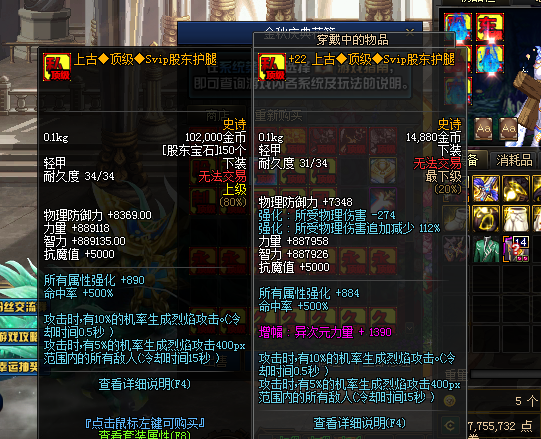 穿戴中的物品
顶级
上古◆顶级◆Svip股东护腿
史诗
0.1kg 102,000金币
[股东宝石]150个
轻甲 下装
耐久度 34/34 无法交易
上级
(80%)
物理防御力 +8369.00
力量 +889118
智力 +889135.00
抗魔值 +5000
所有属性强化 +890
命中率 +500%
攻击时,有10%的机率生成烈焰攻击。(冷
却时间0.5秒 )
攻击时,有5%的机率生成烈焰攻击400px
范围内的所有敌人(冷却时间15秒 )
查看详细说明(F4)
『点击鼠标左键可购买』
查看套装属性(F8)
顶级
+22 上古◆顶级◆Svip股东护腿
史诗
0.1kg 14,880金币
轻甲 下装
耐久度 31/34 无法交易
最下级
(20%)
物理防御力 +7348
强化 : 所受物理伤害 -274
强化 : 所受物理伤害追加减少 112%
力量 +887958
智力 +887926
抗魔值 +5000
所有属性强化 +884
命中率 +500%
增幅 : 异次元力量 + 1390
攻击时,有10%的机率生成烈焰攻击。(冷
却时间0.5秒 )
攻击时,有5%的机率生成烈焰攻击400px
范围内的所有敌人(冷却时间15秒 )
查看详细说明(F4)
重新购买
备
消耗品
Aa
Aa
14
5 个
7,755,732 点